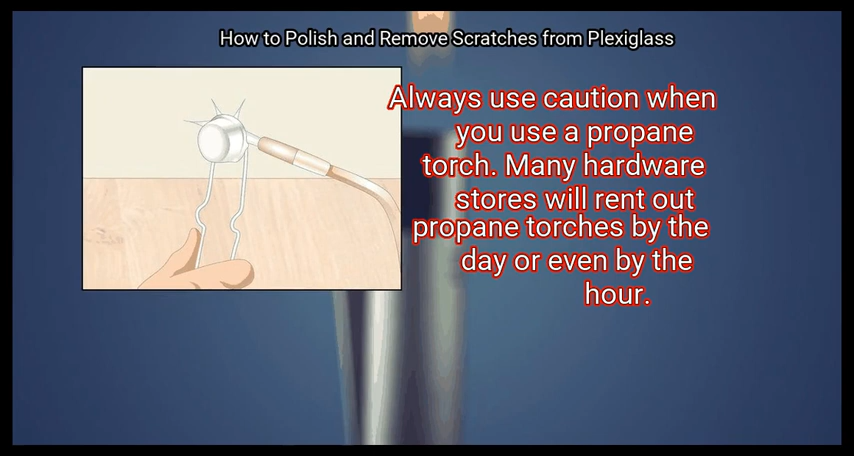 How to Polish and Remove Scratches from Plexiglass
Always use caution when
you use a propane
torch. Many hardware
stores will rent out
propane torches by the
day or even by the
hour.